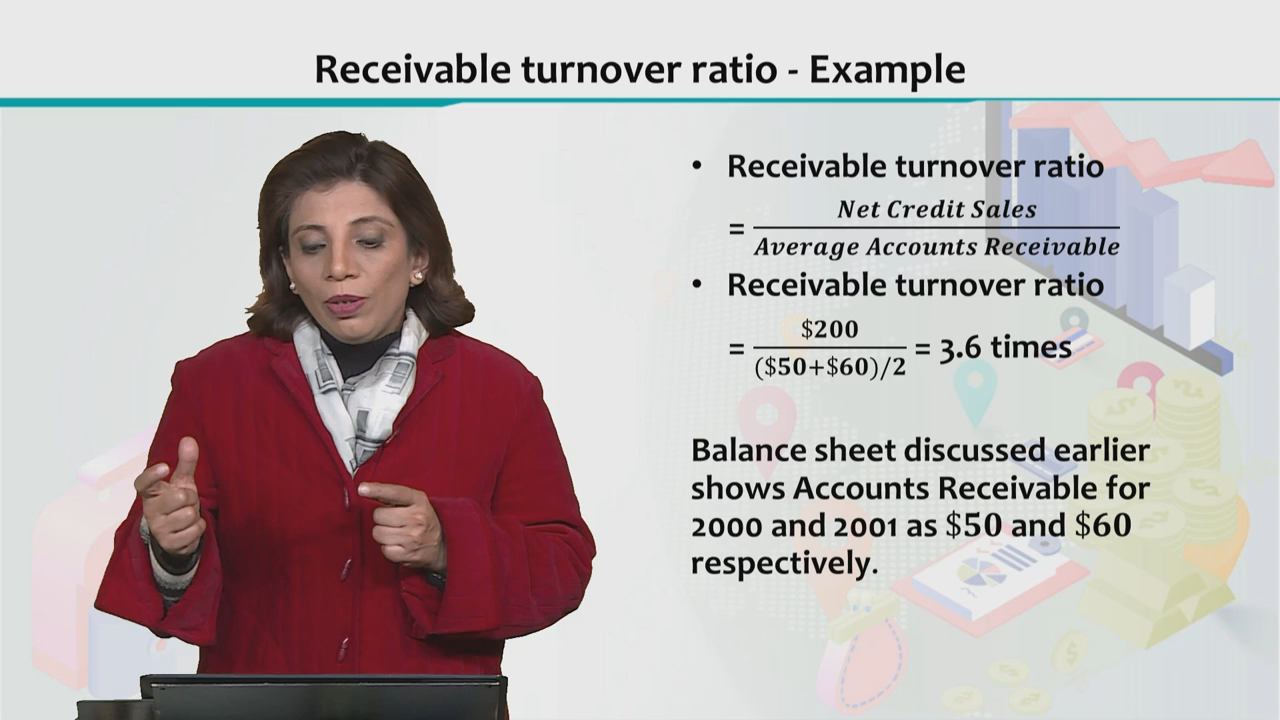 Receivable turnover ratio - Example
• Receivable turnover ratio
= Net Credit Sales / Average Accounts Receivable
• Receivable turnover ratio
= $200 / ($50+$60)/2 = 3.6 times
Balance sheet discussed earlier
shows Accounts Receivable for
2000 and 2001 as $50 and $60
respectively.